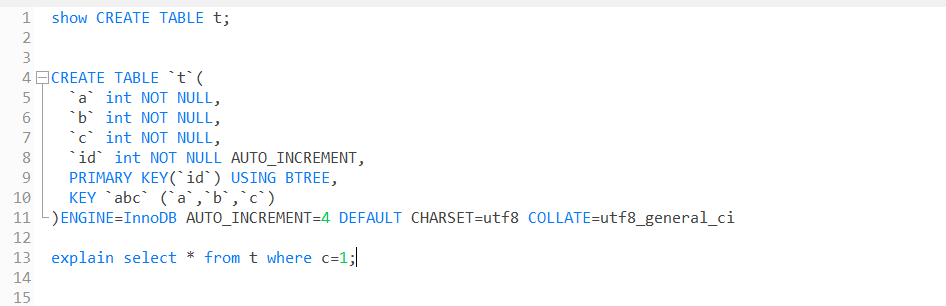 1 show CREATE TABLE t;
2
3
4 CREATE TABLE `t`(
5 `a` int NOT NULL,
6 `b` int NOT NULL,
7 `c` int NOT NULL,
8 `id` int NOT NULL AUTO_INCREMENT,
9 PRIMARY KEY(`id`) USING BTREE,
10 KEY `abc` (`a`,`b`,`c`)
11 )ENGINE=InnoDB AUTO_INCREMENT=4 DEFAULT CHARSET=utf8 COLLATE=utf8_general_ci
12
13 explain select * from t where c=1;
14
15